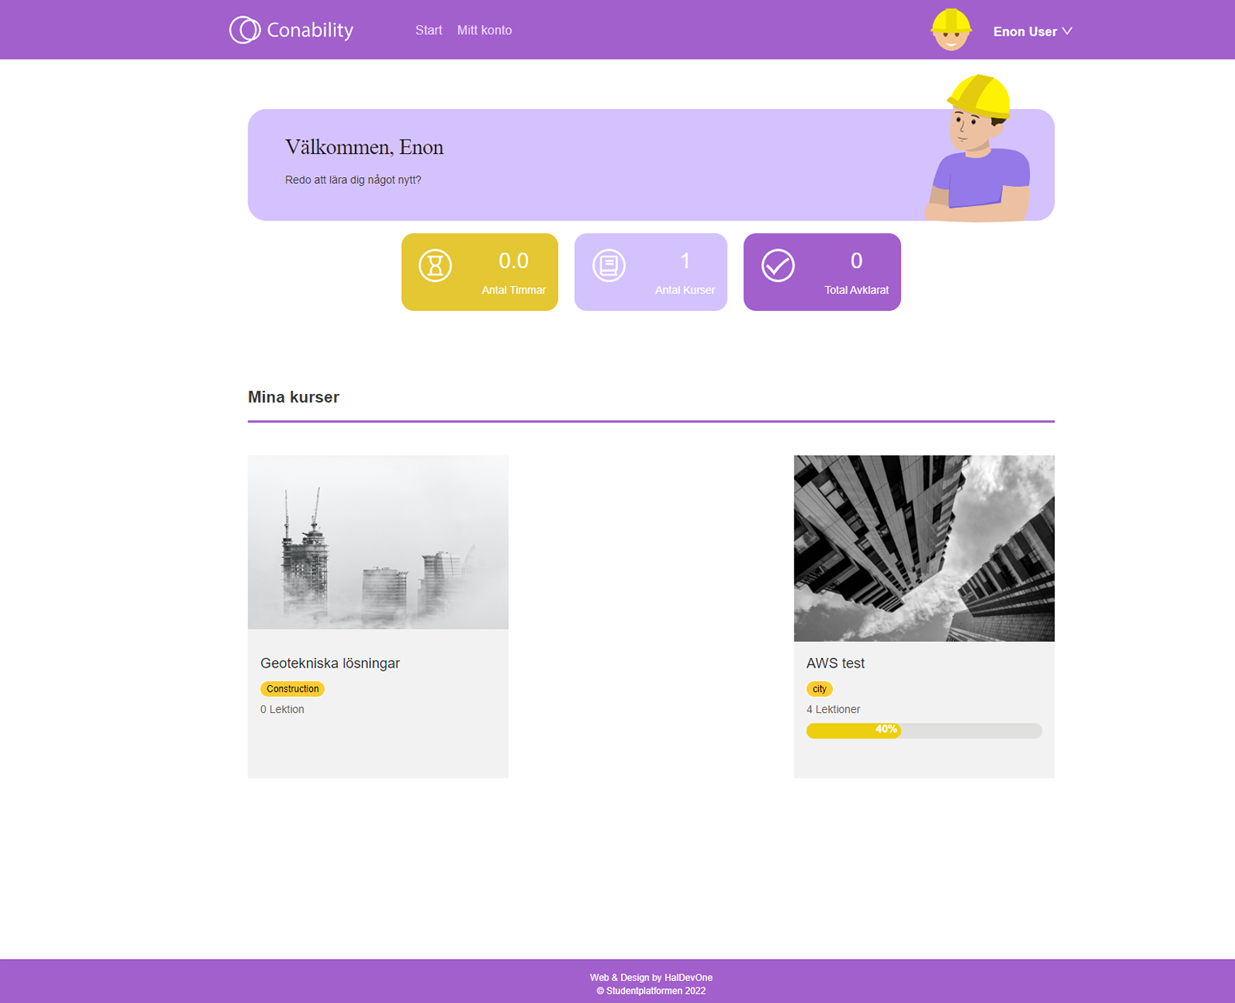 Conability
Start
Mitt konto
Enon User
Välkommen, Enon
Redo att lära dig något nytt?
0.0
Antal Timmar
1
Antal Kurser
0
Total Avklarat
Mina kurser
Geotekniska lösningar
Construction
0 Lektion
AWS test
city
4 Lektioner
40%
Web & Design by HalDevOne
© Studentplatformen 2022